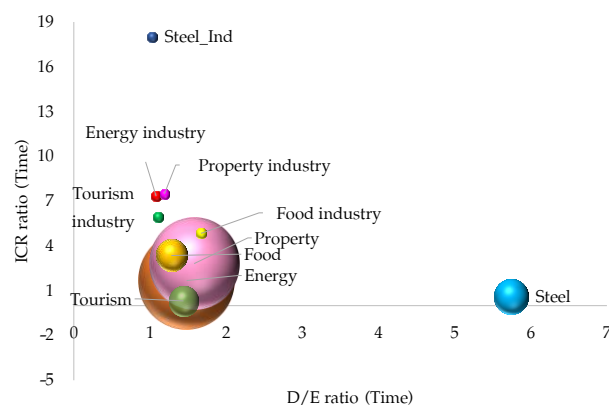 19
Steel_Ind
16
13
Energy industry
10
Property industry
7
Tourism
industry
Food industry
4
Property
Food
Energy
1
Tourism
Steel
0
1
2
3
4
5
6
7
−2
−5
ICR ratio (Time)
D/E ratio (Time)